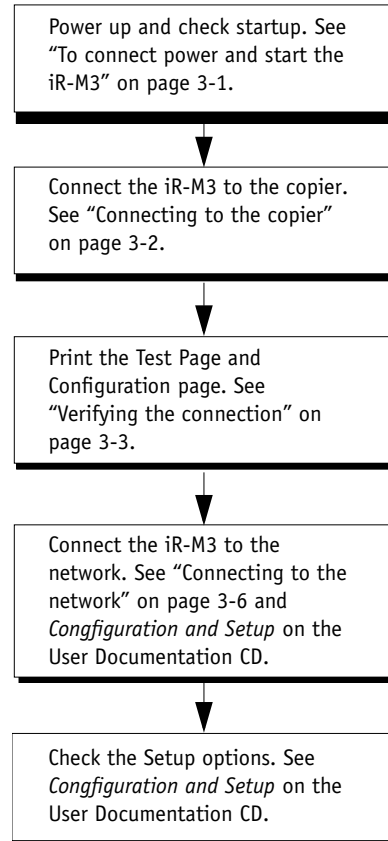 Power up and check startup. See
“To connect power and start the
iR-M3” on page 3-1.
Connect the iR-M3 to the copier.
See “Connecting to the copier”
on page 3-2.
Print the Test Page and
Configuration page. See
“Verifying the connection” on
page 3-3.
Connect the iR-M3 to the
network. See “Connecting to the
network” on page 3-6 and
Congfiguration and Setup on the
User Documentation CD.
Check the Setup options. See
Congfiguration and Setup on the
User Documentation CD.